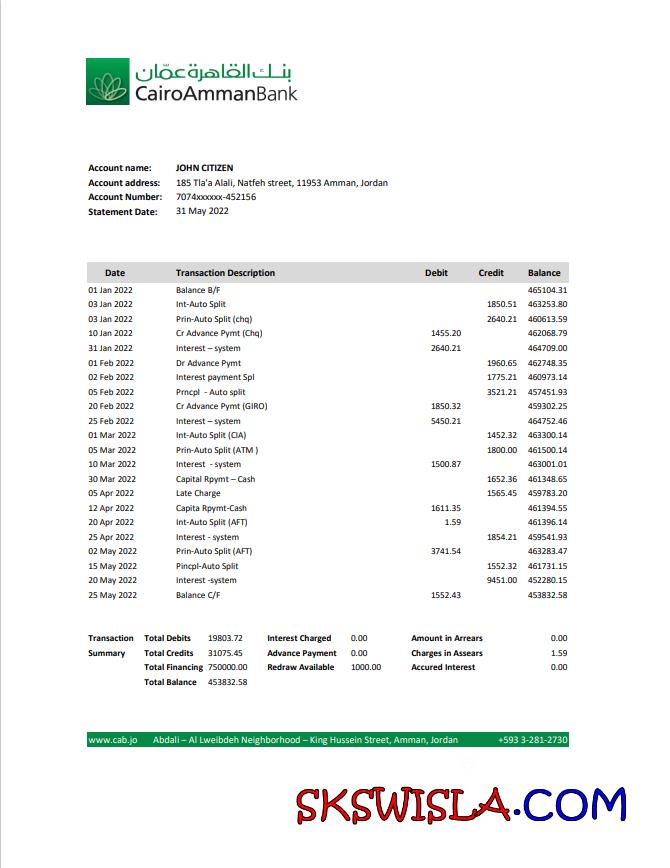 بنك القاهرة عمّان
CairoAmmanBank
Account name: JOHN CITIZEN
Account address: 185 Tla'a Alali, Natfeh street, 11953 Amman, Jordan
Account Number: 7074xxxxxx-452156
Statement Date: 31 May 2022
Date Transaction Description Debit Credit Balance
01 Jan 2022 Balance B/F 465104.31
03 Jan 2022 Int-Auto Split 1850.51 463253.80
03 Jan 2022 Prin-Auto Split (chq) 2640.21 460613.59
10 Jan 2022 Cr Advance Pymt (Chq) 1455.20 462068.79
31 Jan 2022 Interest – system 2640.21 464709.00
01 Feb 2022 Dr Advance Pymt 1960.65 462748.35
02 Feb 2022 Interest payment Spl 1775.21 460973.14
05 Feb 2022 Prncpl - Auto split 3521.21 457451.93
20 Feb 2022 Cr Advance Pymt (GIRO) 1850.32 459302.25
25 Feb 2022 Interest – system 5450.21 464752.46
01 Mar 2022 Int-Auto Split (CIA) 1452.32 463300.14
05 Mar 2022 Prin-Auto Split (ATM ) 1800.00 461500.14
10 Mar 2022 Interest - system 1500.87 463001.01
30 Mar 2022 Capital Rpymt – Cash 1652.36 461348.65
05 Apr 2022 Late Charge 1565.45 459783.20
12 Apr 2022 Capita Rpymt-Cash 1611.35 461394.55
20 Apr 2022 Int-Auto Split (AFT) 1.59 461396.14
25 Apr 2022 Interest - system 1854.21 459541.93
02 May 2022 Prin-Auto Split (AFT) 3741.54 463283.47
15 May 2022 Pincpl-Auto Split 1552.32 461731.15
20 May 2022 Interest -system 9451.00 452280.15
25 May 2022 Balance C/F 1552.43 453832.58
Transaction Total Debits 19803.72 Interest Charged 0.00 Amount in Arrears 0.00
Summary Total Credits 31075.45 Advance Payment 0.00 Charges in Assears 1.59
Total Financing 750000.00 Redraw Available 1000.00 Accured Interest 0.00
Total Balance 453832.58
www.cab.jo Abdali – Al Lweibdeh Neighborhood – King Hussein Street, Amman, Jordan +593 3-281-2730
SKSWISLA.COM